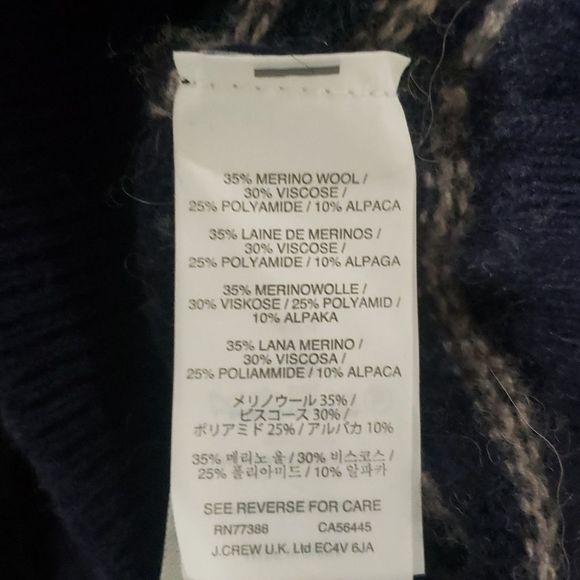 35% MERINO WOOL /
30% VISCOSE /
25% POLYAMIDE / 10% ALPACA
35% LAINE DE MERINOS /
30% VISCOSE /
25% POLYAMIDE / 10% ALPAGA
35% MERINOWOLLE /
30% VISKOSE / 25% POLYAMID /
10% ALPAKA
35% LANA MERINO /
30% VISCOSA /
25% POLIAMMIDE / 10% ALPACA
メリノウール 35% /
ビスコース 30% /
ポリアミド 25% / アルパカ 10%
35% 메리노 울 / 30% 비스코스 /
25% 폴리아미드 / 10% 알파카
SEE REVERSE FOR CARE
RN77388 CA56445
J.CREW U.K. Ltd EC4V 6JA